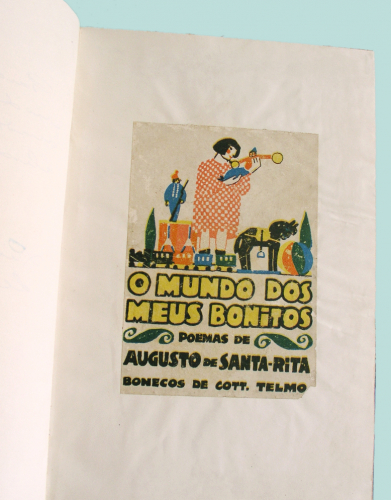 O MUNDO DOS
MEUS BONITOS
POEMAS DE
AUGUSTO DE SANTA-RITA
BONECOS DE COTT. TELMO